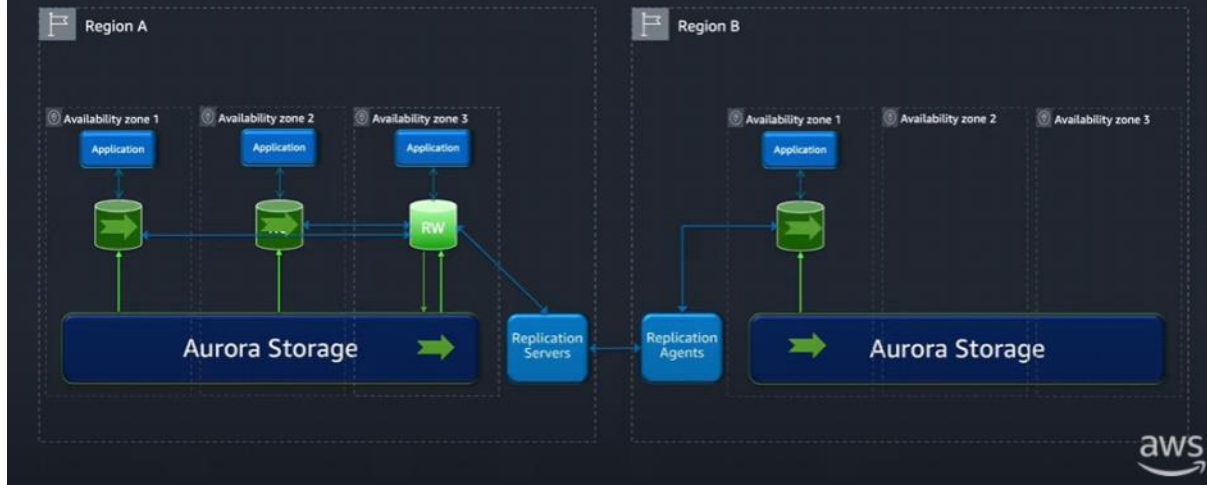 Region A
Region B
Availability zone 1
Availability zone 2
Availability zone 3
Availability zone 1
Availability zone 2
Availability zone 3
Application
Application
Application
Application
RW
Replication
Servers
Replication
Agents
Aurora Storage
Aurora Storage
aws